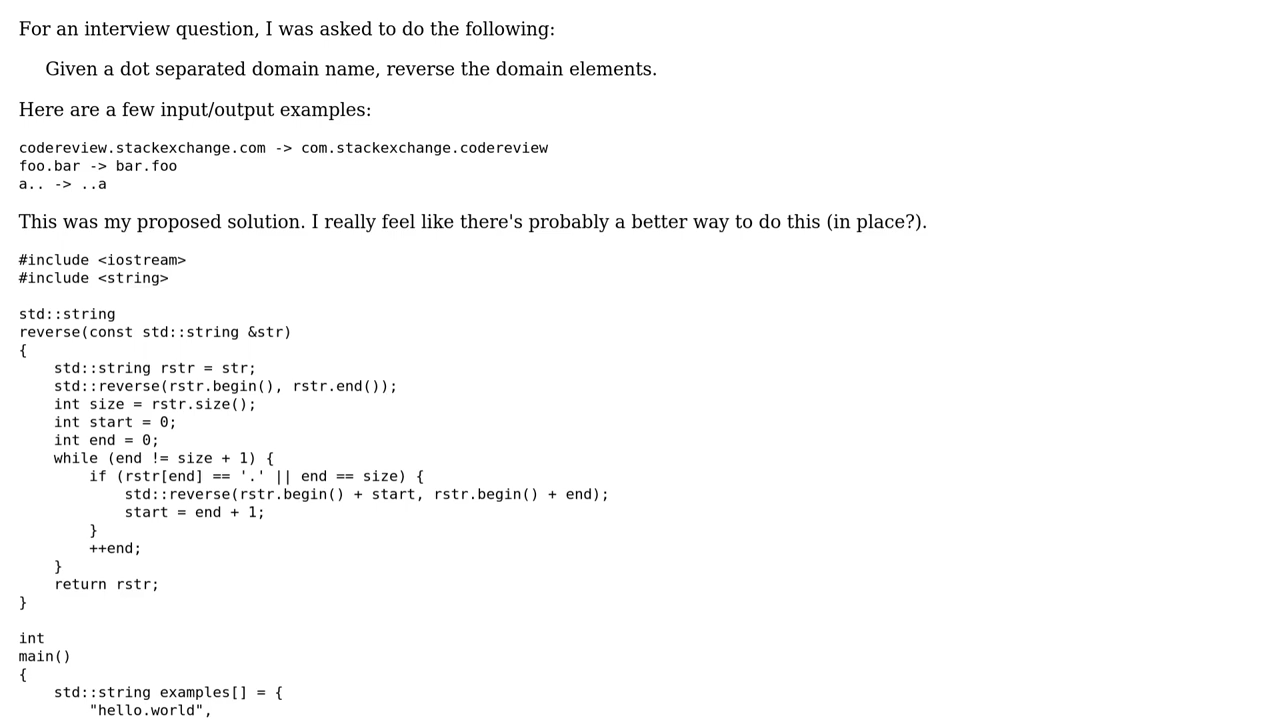 For an interview question, I was asked to do the following:
Given a dot separated domain name, reverse the domain elements.
Here are a few input/output examples:
codereview.stackexchange.com -> com.stackexchange.codereview
foo.bar -> bar.foo
a.. -> ..a
This was my proposed solution. I really feel like there's probably a better way to do this (in place?).
#include <iostream>
#include <string>
std::string
reverse(const std::string &str)
{
    std::string rstr = str;
    std::reverse(rstr.begin(), rstr.end());
    int size = rstr.size();
    int start = 0;
    int end = 0;
    while (end != size + 1) {
        if (rstr[end] == '.' || end == size) {
            std::reverse(rstr.begin() + start, rstr.begin() + end);
            start = end + 1;
        }
        ++end;
    }
    return rstr;
}
int
main()
{
    std::string examples[] = {
        "hello.world",